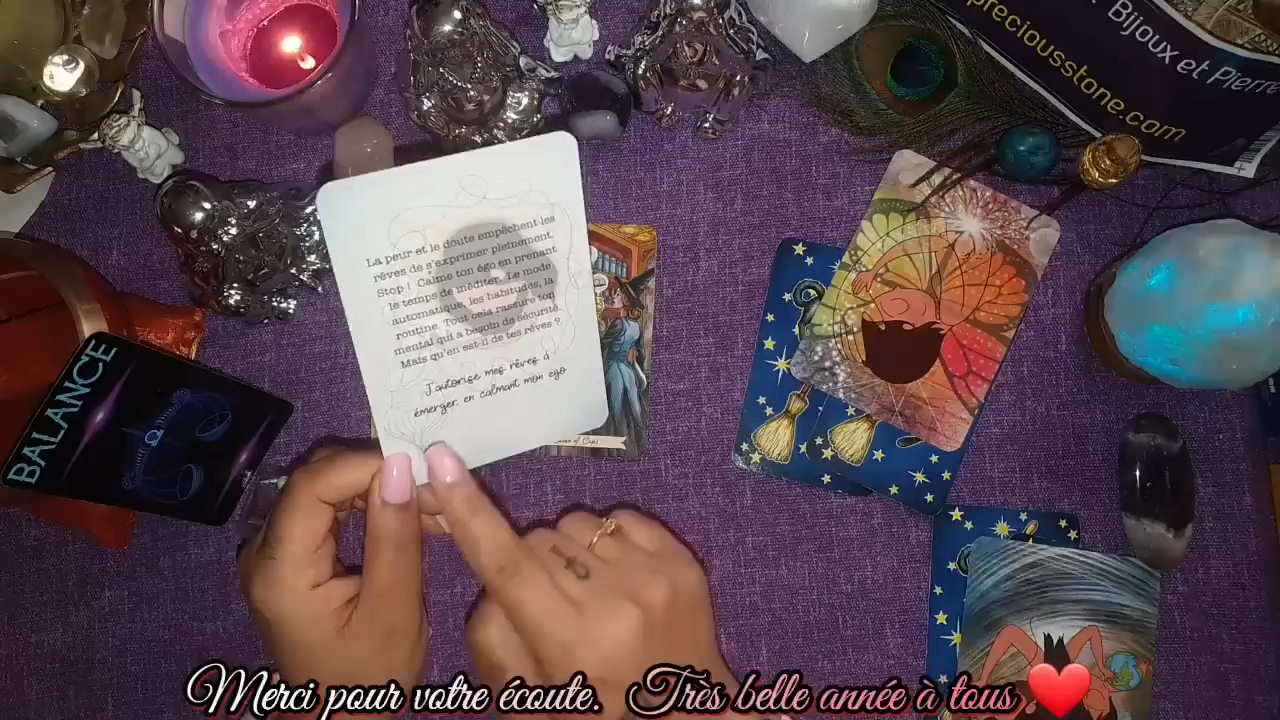 : Bijoux et Pierre
preciousstone.com
La peur et le doute empêchent les
rêves de s'exprimer pleinement.
Stop ! Calme ton égo en prenant
le temps de méditer. Le mode
automatique, les habitudes, la
routine. Tout cela rassure ton
mental qui a besoin de sécurité.
Mais qu'en est-il de tes rêves ?
J'autorise mes rêves à
émerger en calmant mon ego
of Cups
BALANCE
Merci pour votre écoute. Très belle année à tous ❤️